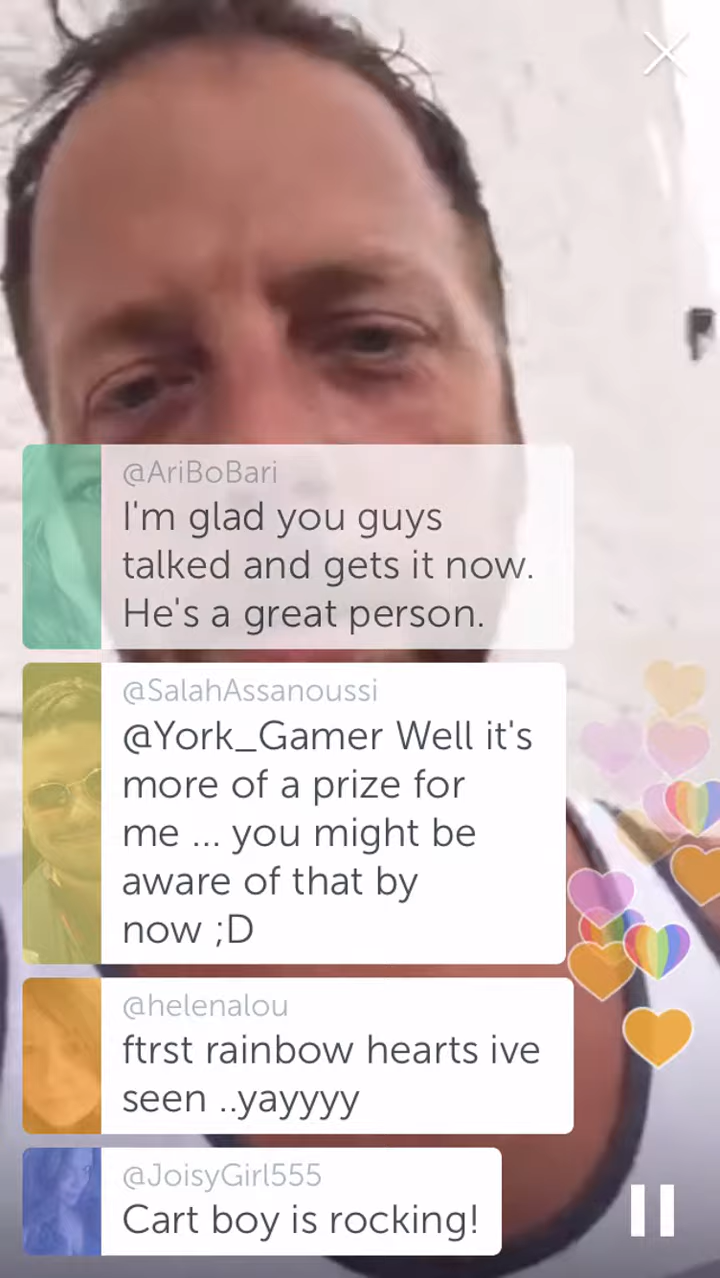 @AriBoBari
I'm glad you guys
talked and gets it now.
He's a great person.
@SalahAssanoussi
@York_Gamer Well it's
more of a prize for
me ... you might be
aware of that by
now ;D
@helenalou
ftrst rainbow hearts ive
seen ..yayyyy
@JoisyGirl555
Cart boy is rocking!